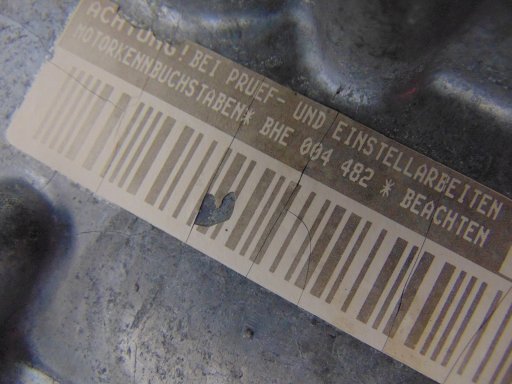 ACHTUNG! BEI PRUEF- UND EINSTELLARBEITEN
MOTORKENNBUCHSTABEN* BHE 004 482 * BEACHTEN